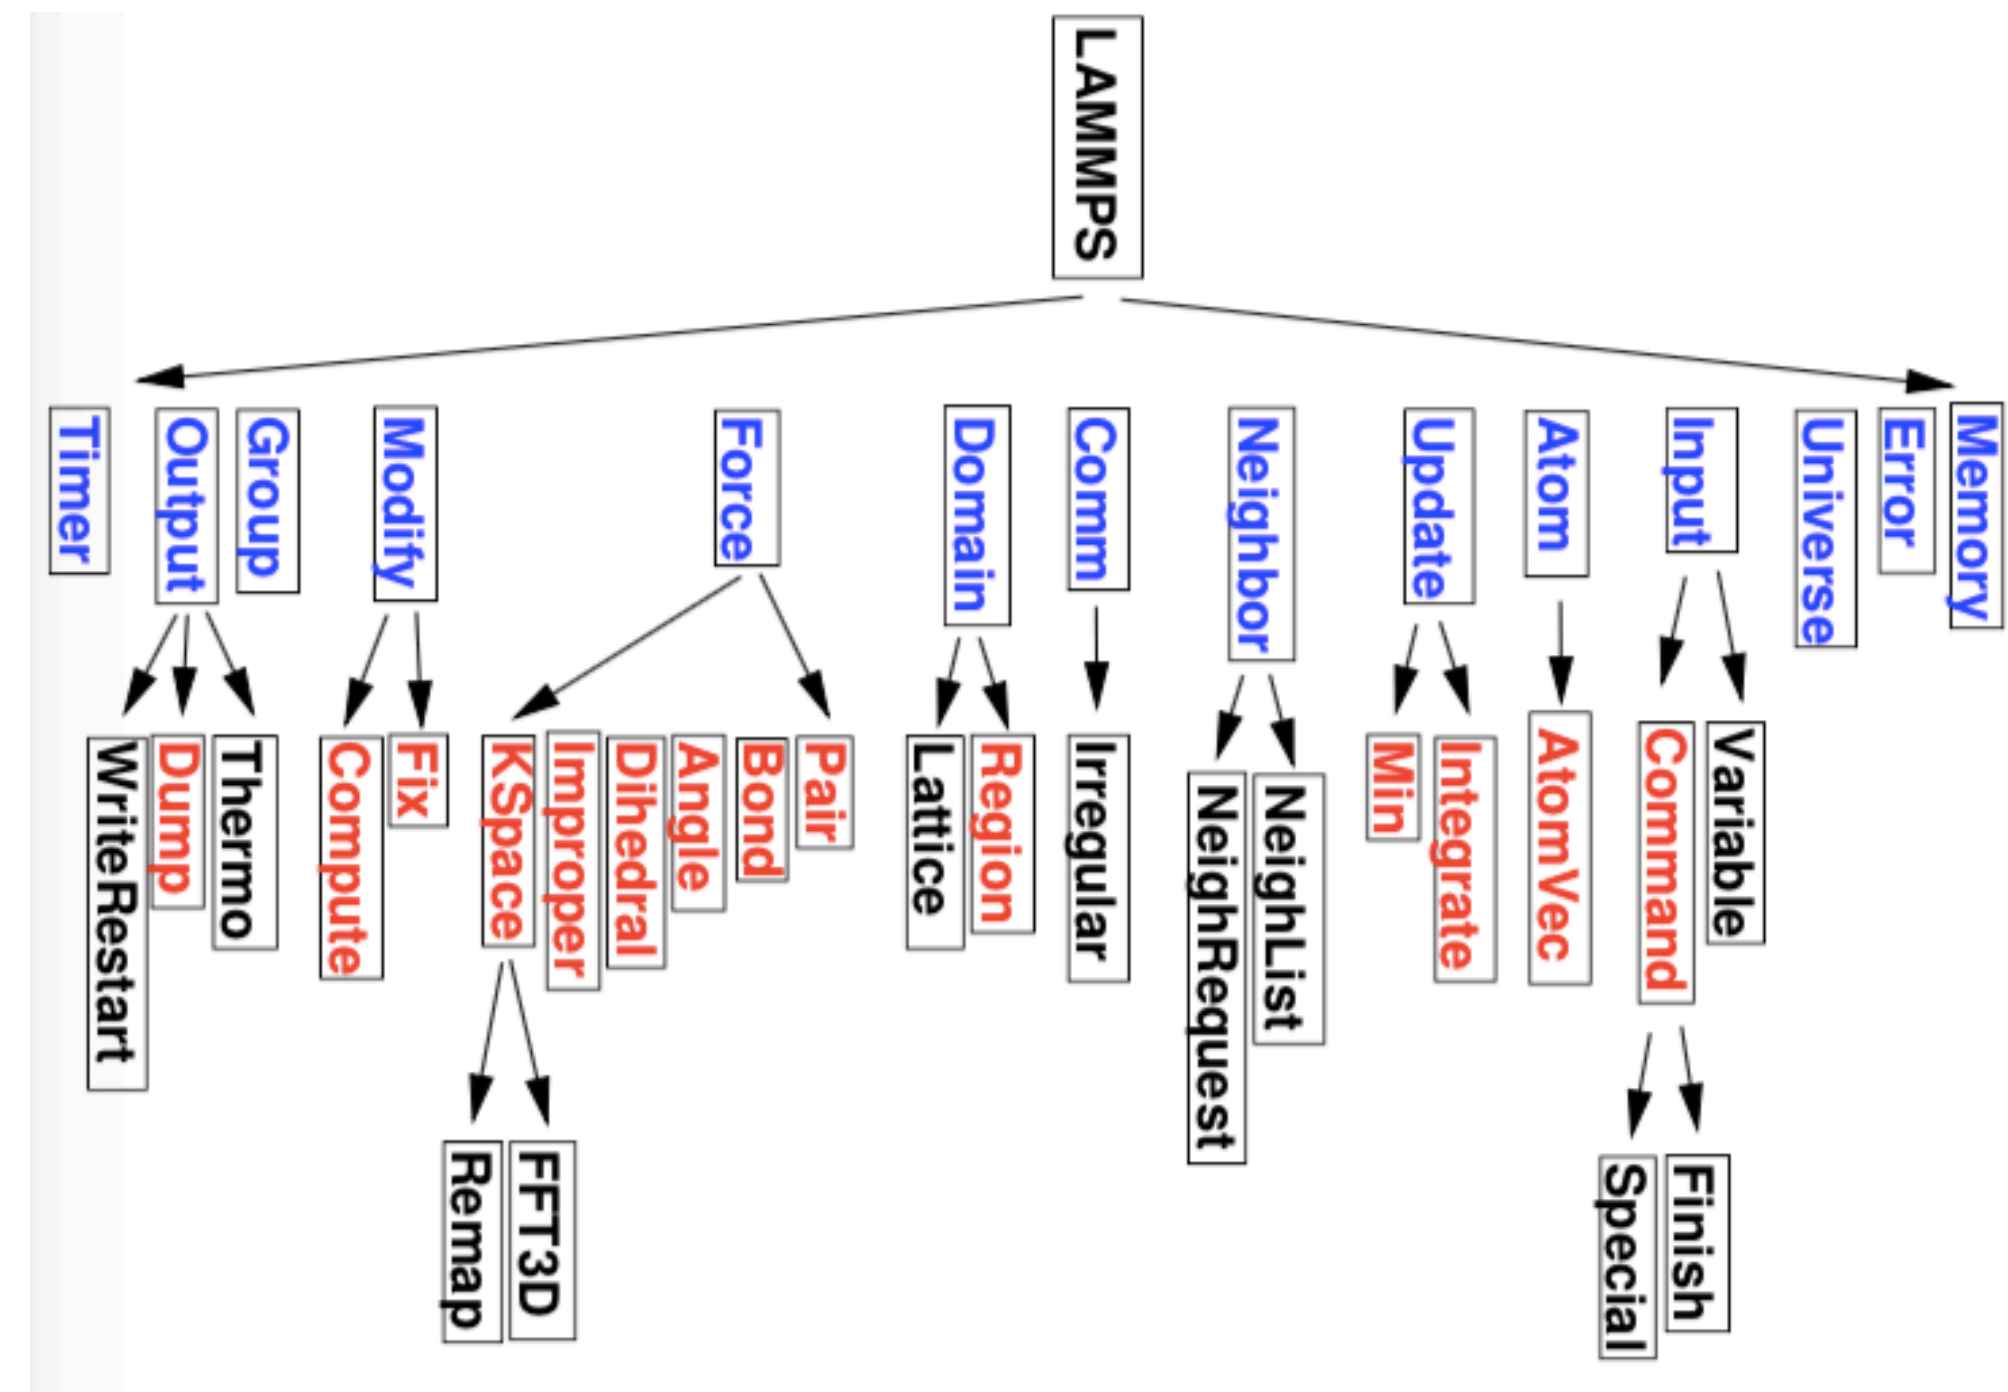 LAMMPS
Memory
Error
Universe
Input
Variable
Command
Finish
Special
Atom
AtomVec
Update
Integrate
Min
Neighbor
NeighList
NeighRequest
Comm
Irregular
Domain
Region
Lattice
Force
Pair
Bond
Angle
Dihedral
Improper
KSpace
FFT3D
Remap
Modify
Fix
Compute
Group
Output
Thermo
Dump
WriteRestart
Timer